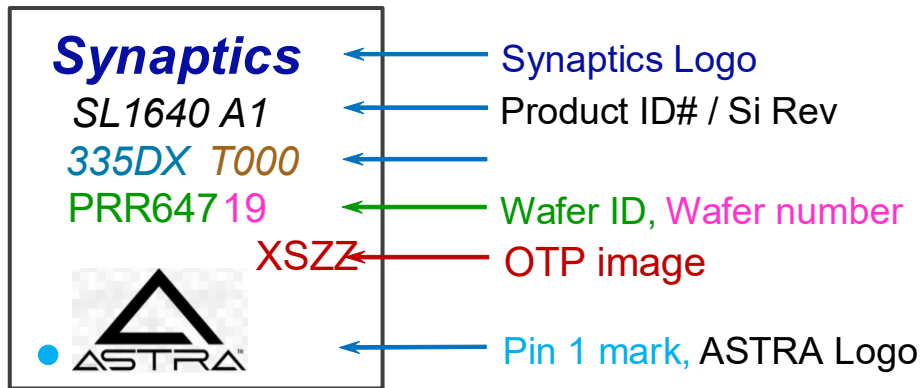 Synaptics Synaptics Logo
SL1640 A1 Product ID# / Si Rev
335DX T000
PRR64719 Wafer ID, Wafer number
XSZZ OTP image
ASTRA™ Pin 1 mark, ASTRA Logo